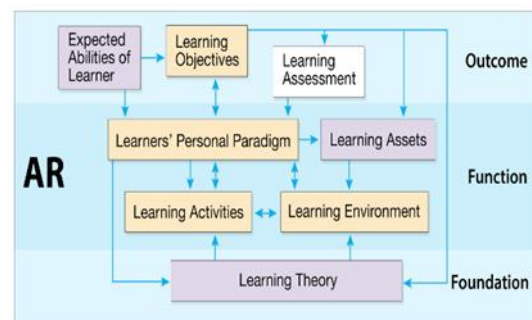 Expected
Abilities of
Learner
Learning
Objectives
Learning
Assessment
Outcome
Learners' Personal Paradigm
Learning Assets
AR
Function
Learning Activities
Learning Environment
Learning Theory
Foundation